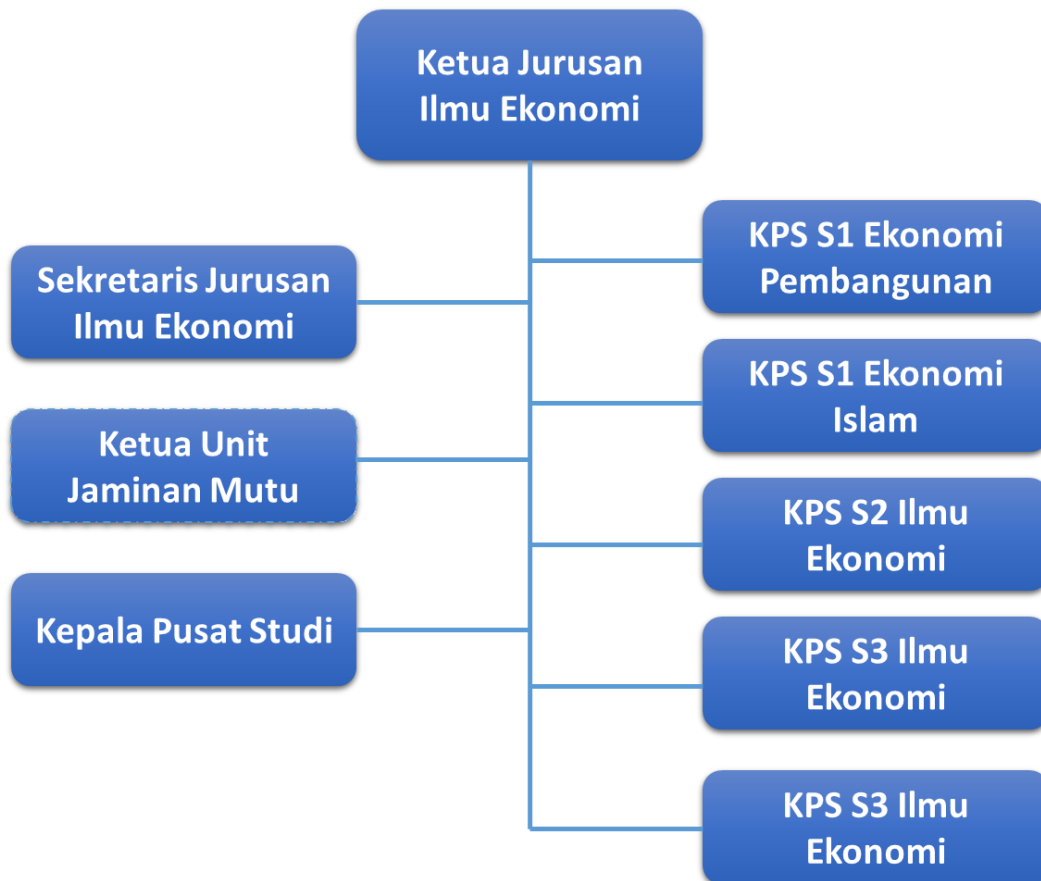 Ketua Jurusan
Ilmu Ekonomi
Sekretaris Jurusan
Ilmu Ekonomi
Ketua Unit
Jaminan Mutu
Kepala Pusat Studi
KPS S1 Ekonomi
Pembangunan
KPS S1 Ekonomi
Islam
KPS S2 Ilmu
Ekonomi
KPS S3 Ilmu
Ekonomi
KPS S3 Ilmu
Ekonomi